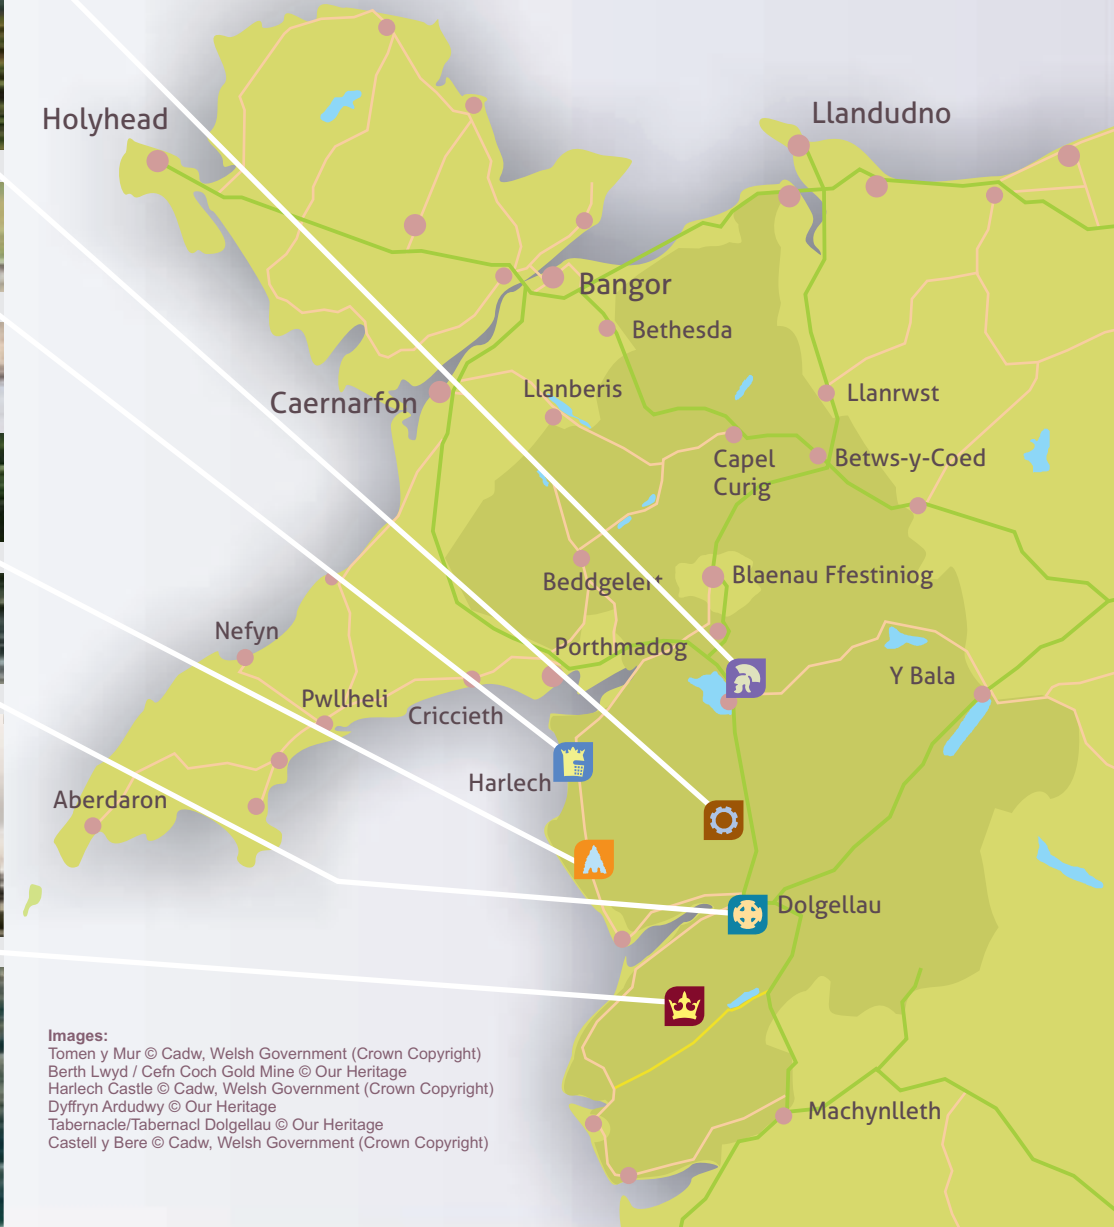 Holyhead
Llandudno
Bangor
Bethesda
Llanberis
Llanrwst
Caernarfon
Capel
Curig
Betws-y-Coed
Beddgelert
Blaenau Ffestiniog
Nefyn
Porthmadog
Y Bala
Pwllheli
Criccieth
Harlech
Aberdaron
Dolgellau
Machynlleth
Images:
Tomen y Mur © Cadw, Welsh Government (Crown Copyright)
Berth Lwyd / Cefn Coch Gold Mine © Our Heritage
Harlech Castle © Cadw, Welsh Government (Crown Copyright)
Dyffryn Ardudwy © Our Heritage
Tabernacle/Tabernacl Dolgellau © Our Heritage
Castell y Bere © Cadw, Welsh Government (Crown Copyright)